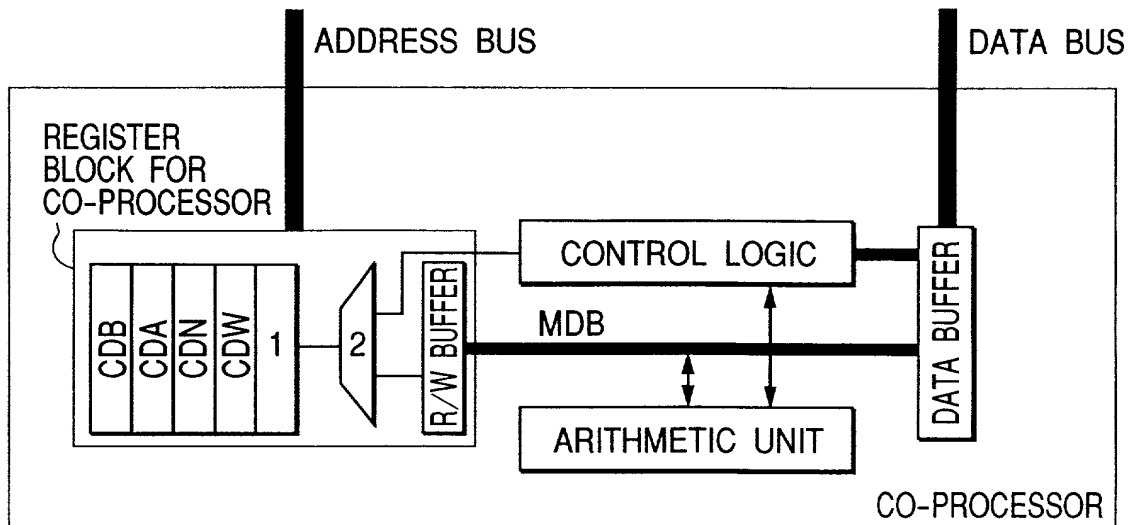 ADDRESS BUS
DATA BUS
REGISTER
BLOCK FOR
CO-PROCESSOR
CONTROL LOGIC
CDB
CDA
CDN
CDW
1
2
R/W BUFFER
MDB
DATA BUFFER
ARITHMETIC UNIT
CO-PROCESSOR